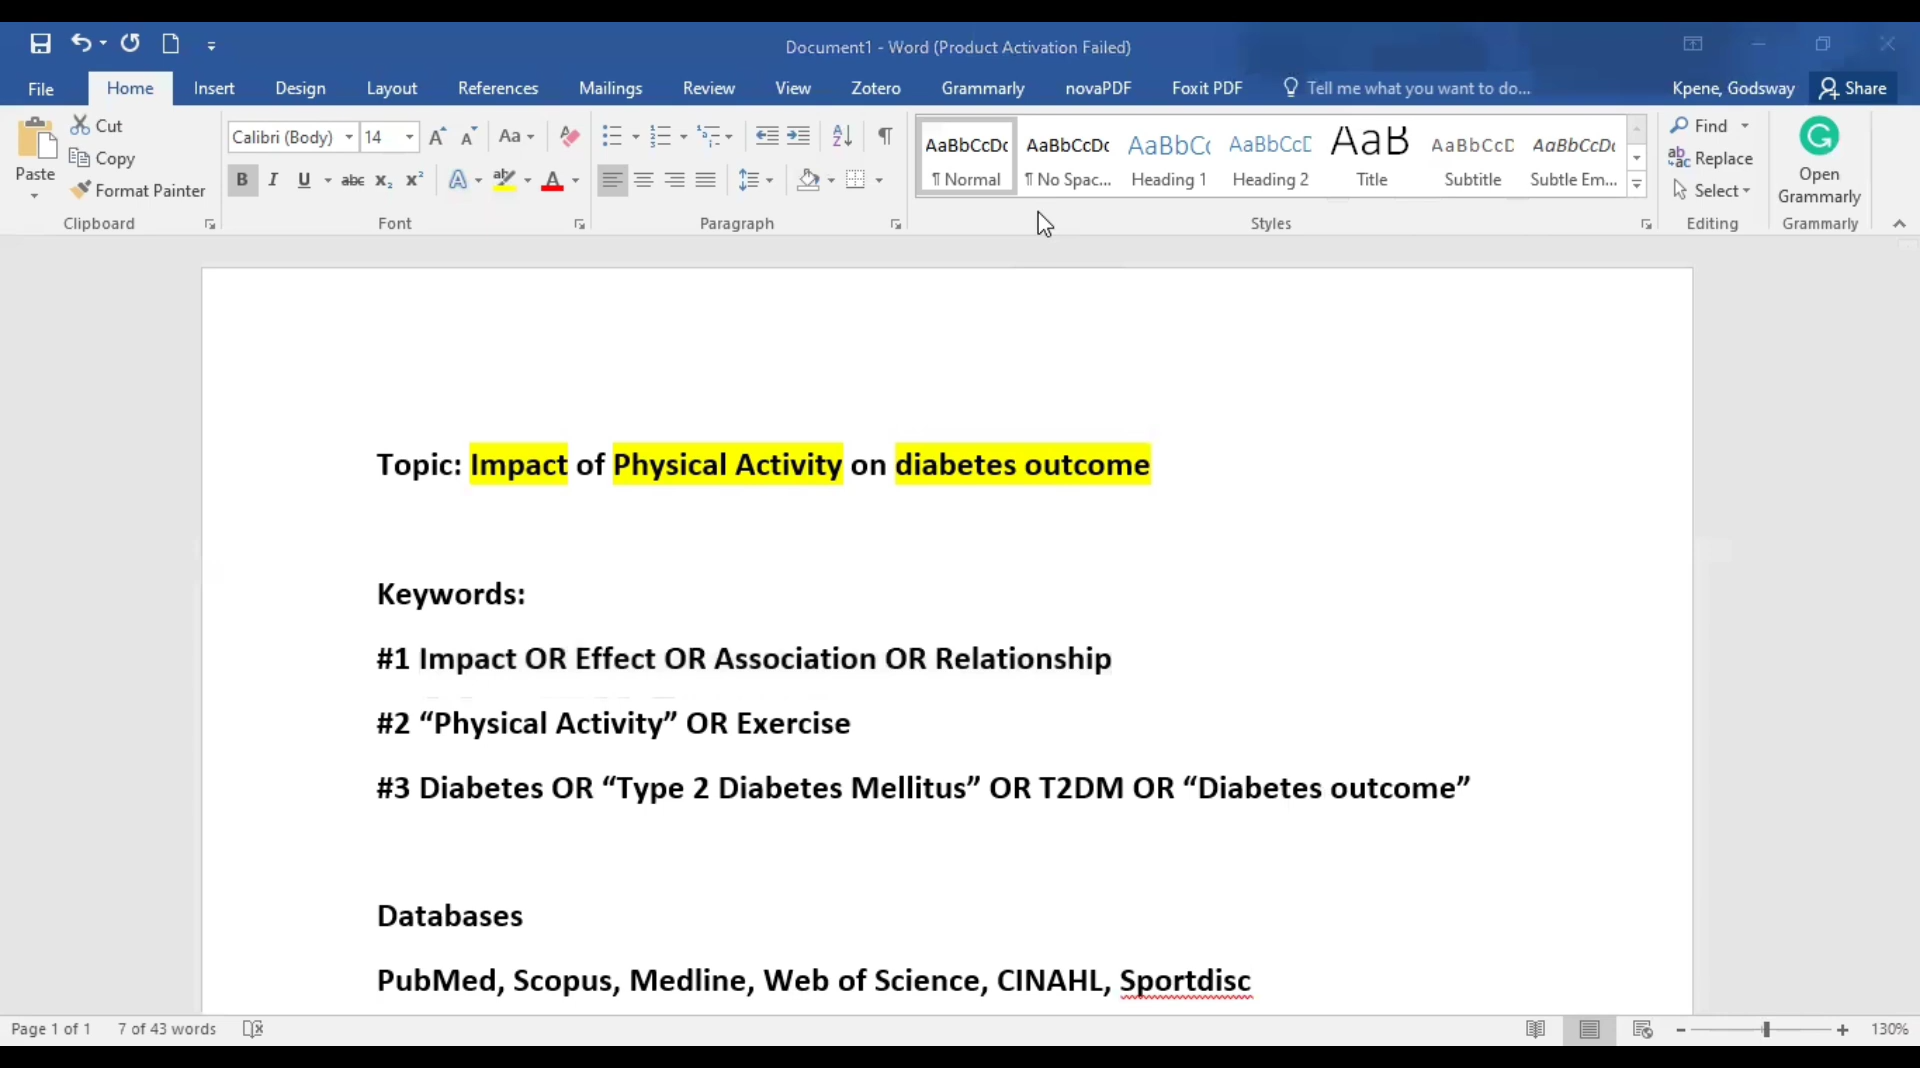 Document1 - Word (Product Activation Failed)
File Home Insert Design Layout References Mailings Review View Zotero Grammarly novaPDF Foxit PDF Tell me what you want to do... Kpene, Godsway Share
Paste
Cut
Copy
Format Painter
Clipboard
Calibri (Body) 14
Aa
B I U abc X₂ X² A ab A
Font
Paragraph
AaBbCcDc AaBbCcDc AaBbCc AaBbCcD AaB AaBbCcD AaBbCcDc
¶ Normal ¶ No Spac... Heading 1 Heading 2 Title Subtitle Subtle Em...
Styles
Find
Replace
Select
Editing
Open
Grammarly
Grammarly
Topic: Impact of Physical Activity on diabetes outcome
Keywords:
#1 Impact OR Effect OR Association OR Relationship
#2 “Physical Activity” OR Exercise
#3 Diabetes OR “Type 2 Diabetes Mellitus” OR T2DM OR “Diabetes outcome”
Databases
PubMed, Scopus, Medline, Web of Science, CINAHL, Sportdisc
Page 1 of 1 7 of 43 words 130%